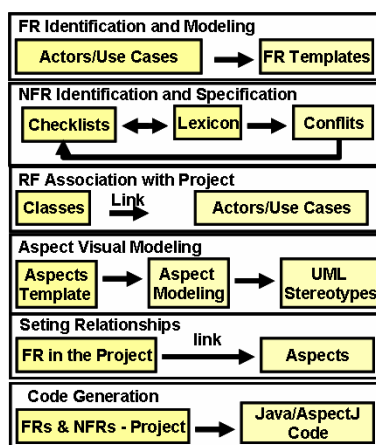 FR Identification and Modeling
Actors/Use Cases
FR Templates
NFR Identification and Specification
Checklists
Lexicon
Conflits
RF Association with Project
Classes
Link
Actors/Use Cases
Aspect Visual Modeling
Aspects
Template
Aspect
Modeling
UML
Stereotypes
Seting Relationships
FR in the Project
link
Aspects
Code Generation
FRs & NFRs - Project
Java/AspectJ
Code